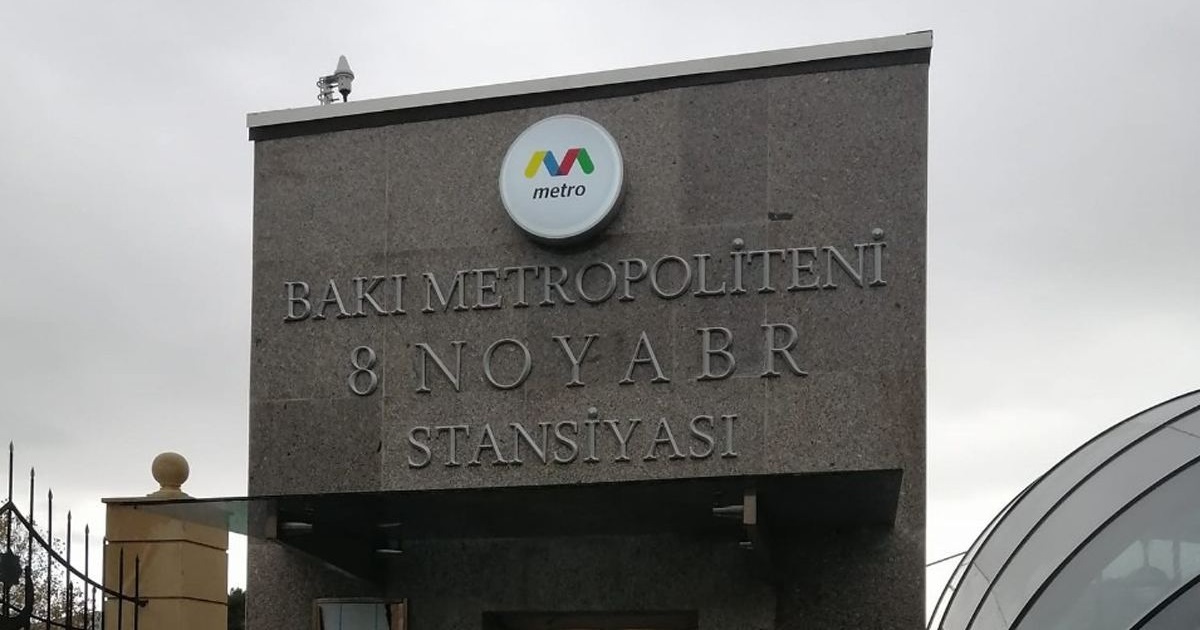 metro
BAKI METROPOLİTENİ
8 NOYABR
STANSİYASI